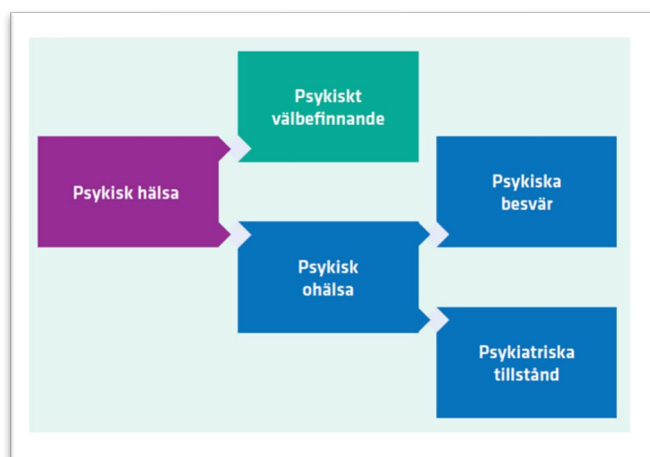 Psykiskt
välbefinnande
Psykisk hälsa
Psykiska
besvär
Psykisk
ohälsa
Psykiatriska
tillstånd